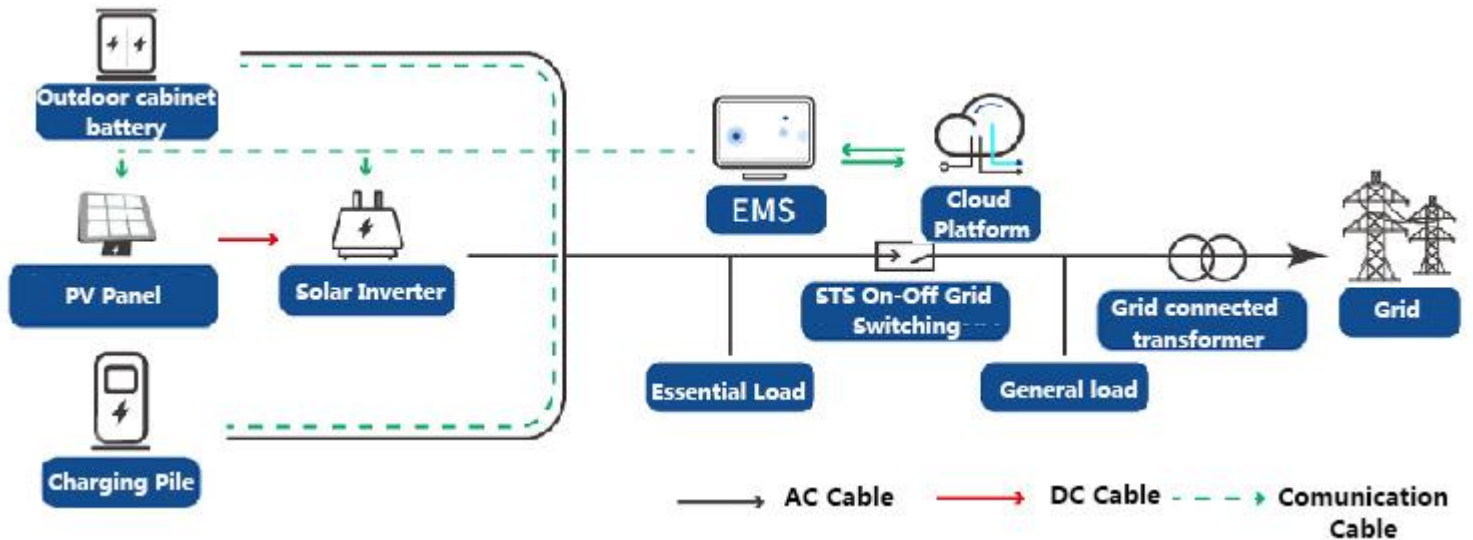 Outdoor cabinet
battery
EMS
Cloud
Platform
PV Panel
Solar Inverter
STS On-Off Grid
Switching
Grid connected
transformer
Grid
Essential Load
General load
Charging Pile
AC Cable
DC Cable
Comunication
Cable